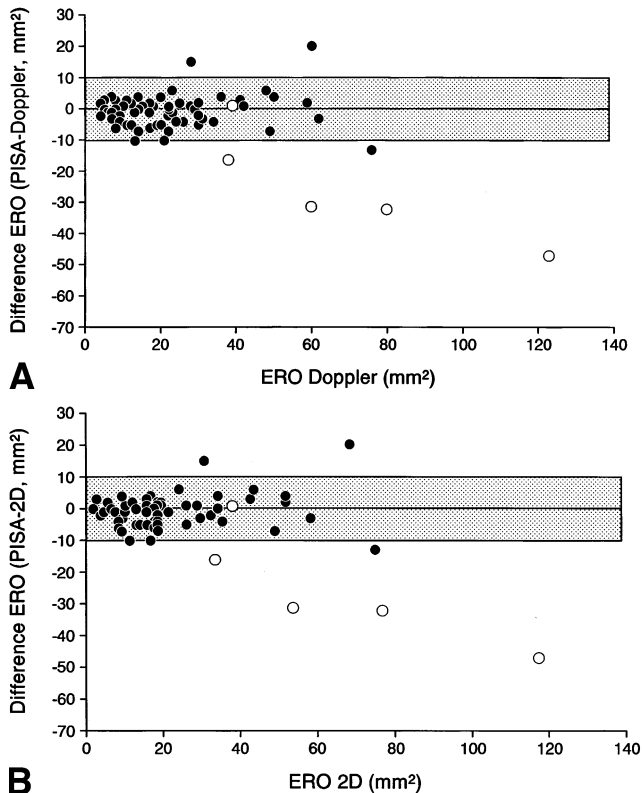 30
20
10
0
-10
-20
-30
-40
-50
-60
-70
Difference ERO (PISA-Doppler, mm²)
0 20 40 60 80 100 120 140
ERO Doppler (mm²)
A
30
20
10
0
-10
-20
-30
-40
-50
-60
-70
Difference ERO (PISA-2D, mm²)
0 20 40 60 80 100 120 140
ERO 2D (mm²)
B